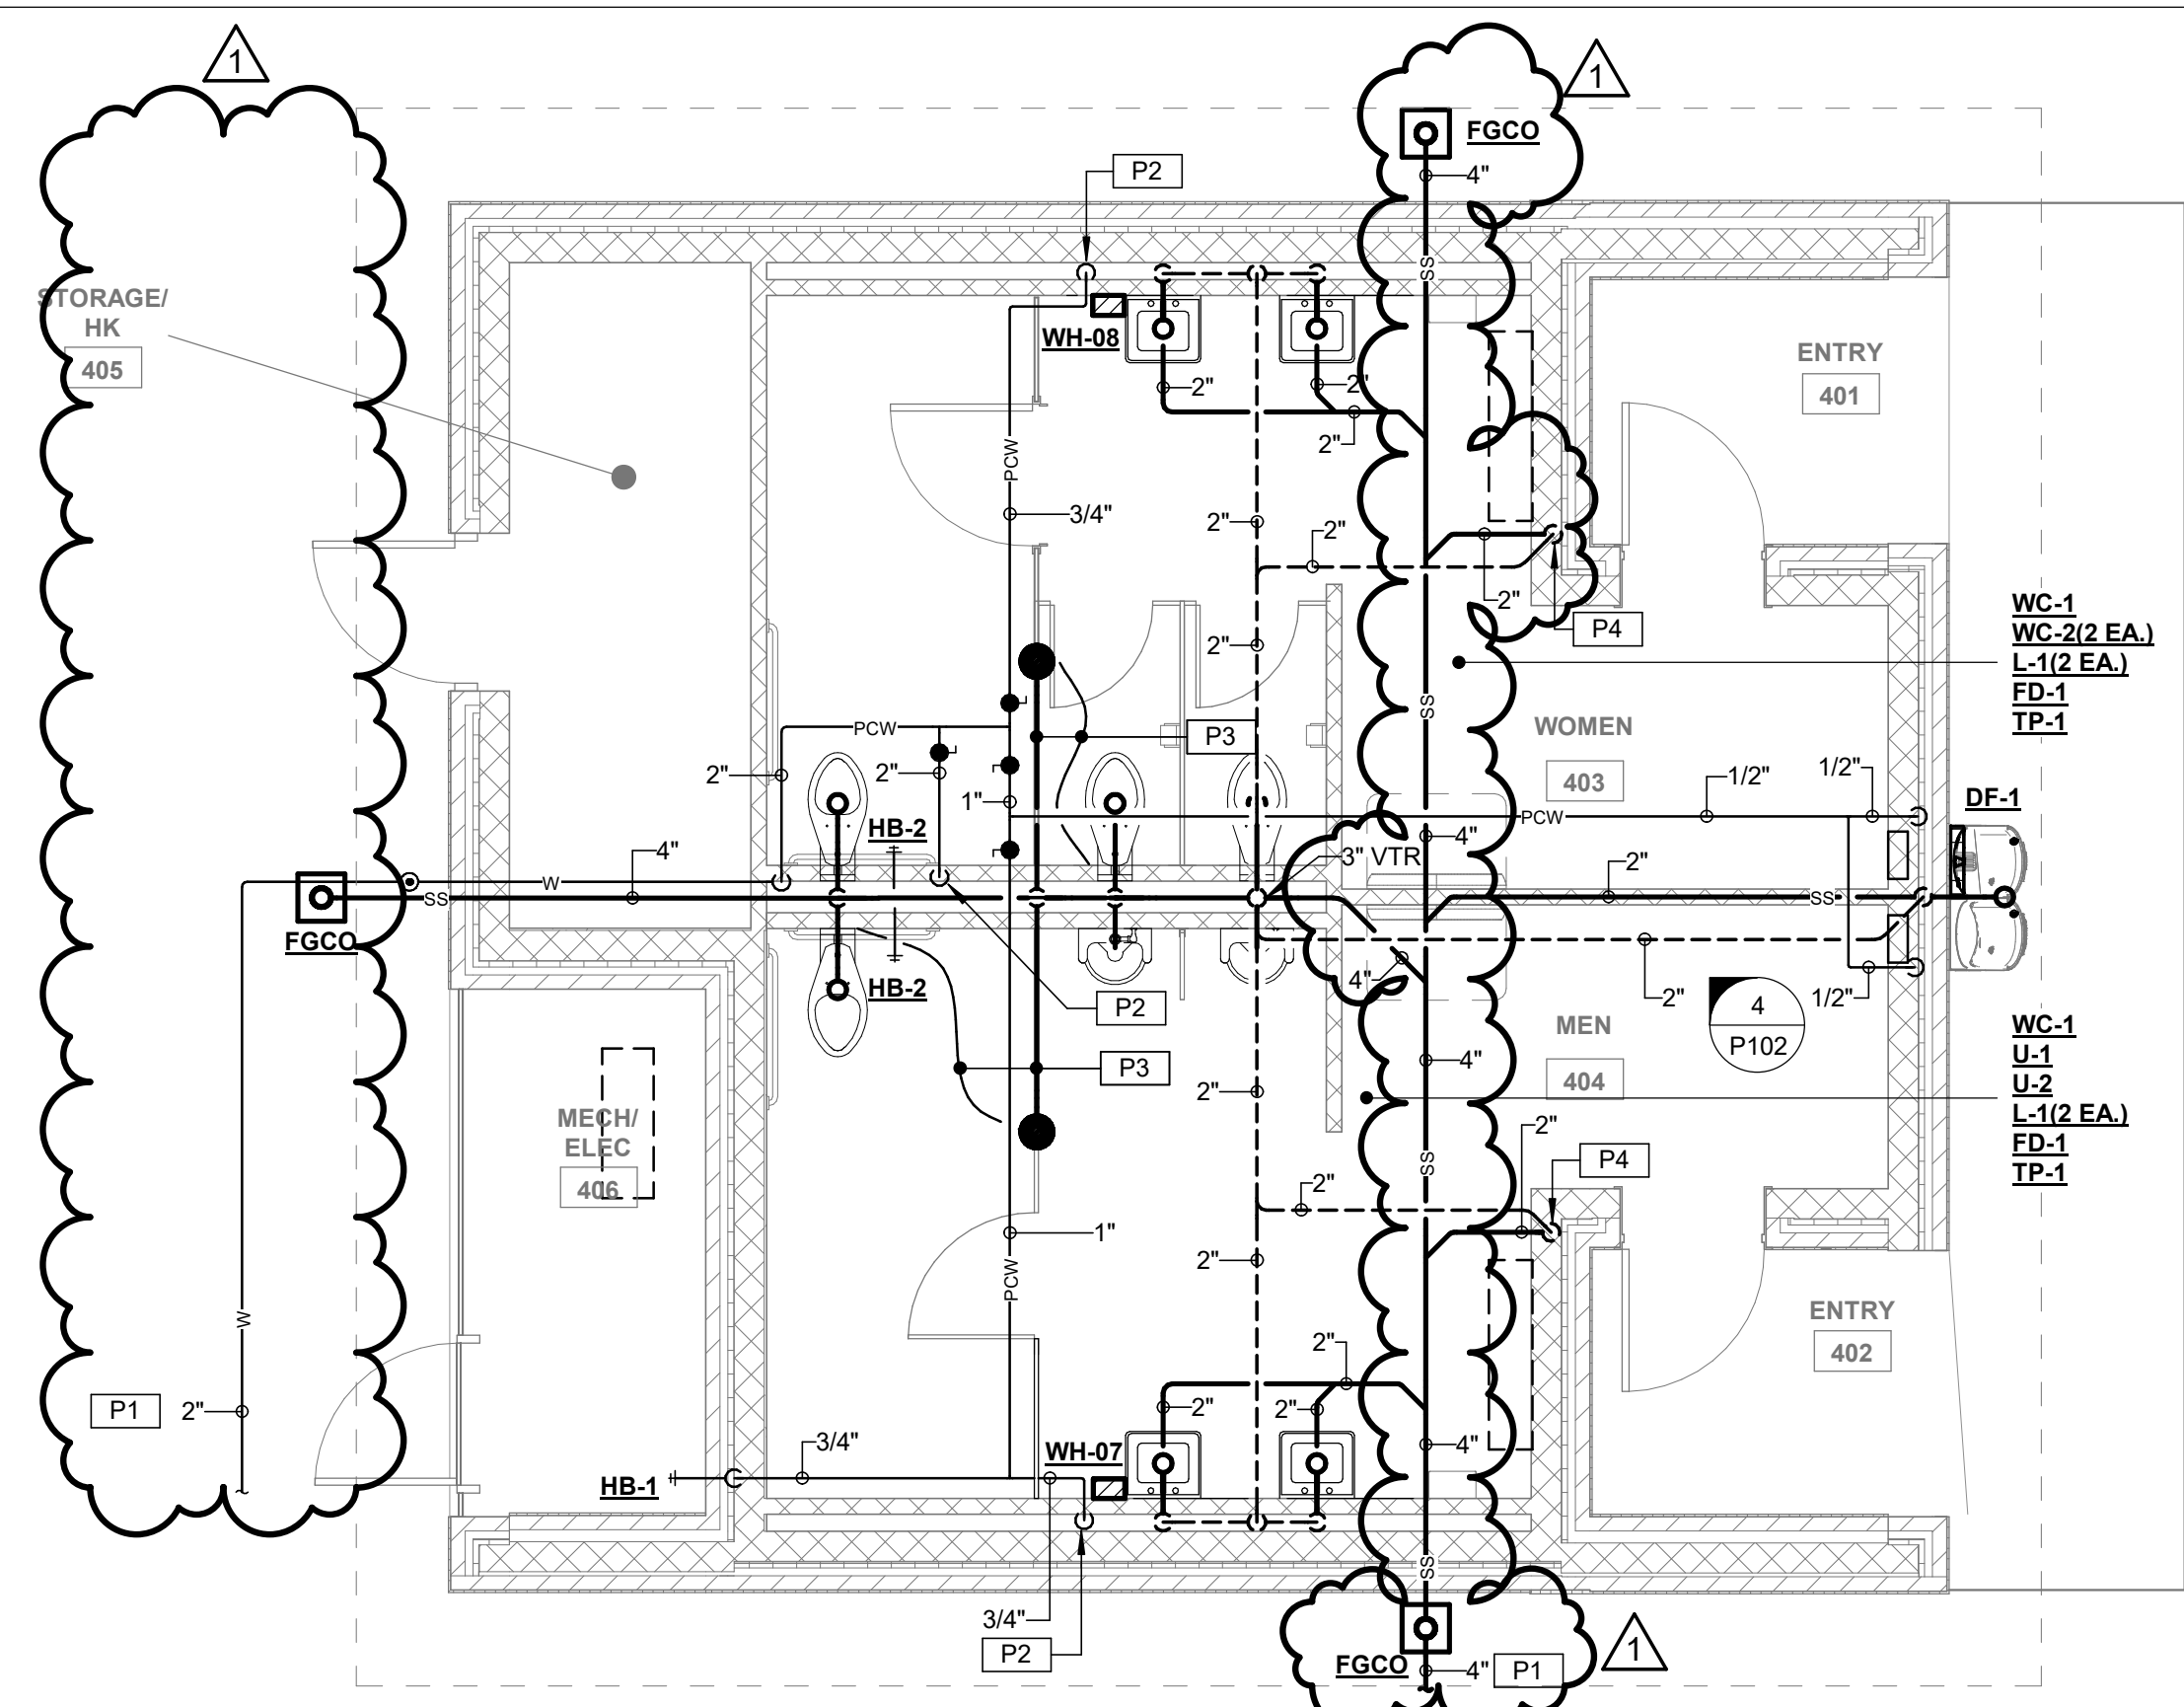 1
1
FGCO
4"
P2
SS
STORAGE/
HK
405
WH-08
ENTRY
401
2"
2"
2"
PCW
3/4"
2"
2"
2"
P4
WC-1
WC-2(2 EA.)
L-1(2 EA.)
FD-1
TP-1
2"
SS
WOMEN
403
PCW
P3
2"
2"
1"
1/2"
1/2"
DF-1
PCW
HB-2
4"
4"
3" VTR
2"
W
SS
SS
FGCO
HB-2
4"
2"
1/2"
P2
4
P102
MEN
404
WC-1
U-1
U-2
L-1(2 EA.)
FD-1
TP-1
4"
P3
2"
MECH/
ELEC
406
2"
SS
P4
2"
1"
2"
PCW
W
ENTRY
402
2"
P1
2"
2"
2"
3/4"
WH-07
4"
HB-1
SS
3/4"
P2
1
FGCO
4"
P1